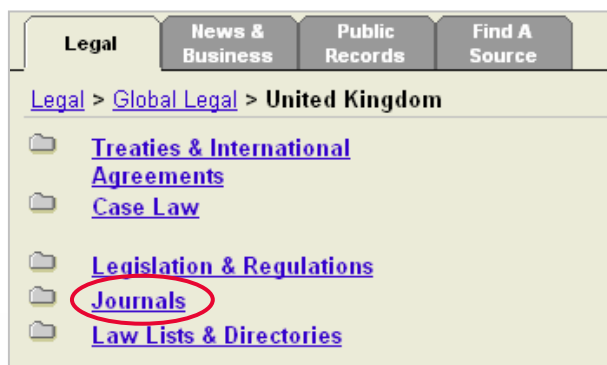 Legal
News & Business
Public Records
Find A Source
Legal > Global Legal > United Kingdom
Treaties & International
Agreements
Case Law
Legislation & Regulations
Journals
Law Lists & Directories